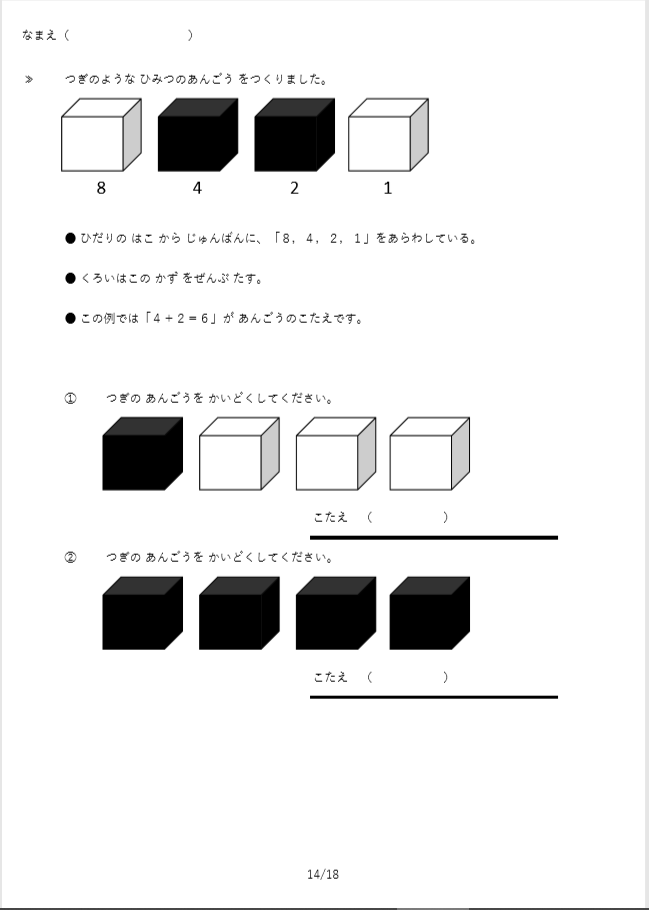 なまえ（　　　　　　　　　　）
≫　つぎのような ひみつのあんごう をつくりました。
8　4　2　1
● ひだりの はこ から じゅんばんに、「８，４，２，１」をあらわしている。
● くろいはこの かず をぜんぶ たす。
● この例では「４＋２＝６」が あんごうのこたえです。
①　つぎの あんごうを かいどくしてください。
こたえ　（　　　　　　）
②　つぎの あんごうを かいどくしてください。
こたえ　（　　　　　　）
14/18